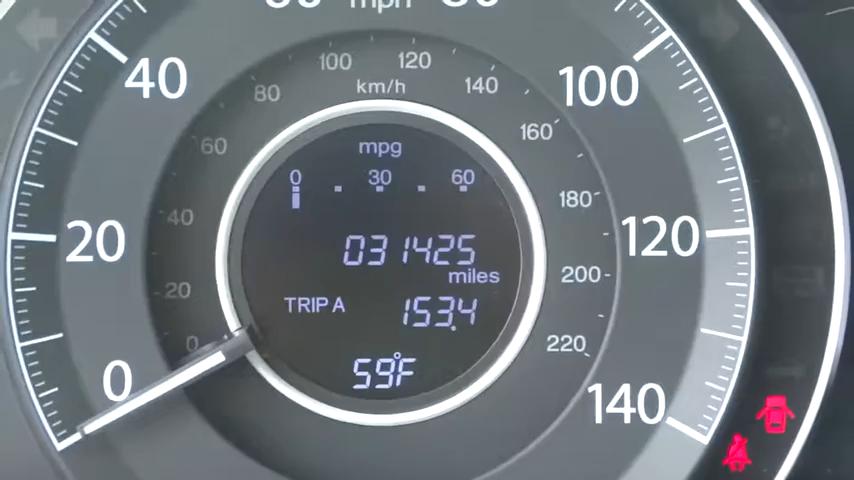 mph
40 80 100 km/h 120 140 100
mpg
60 0 30 60 160
40 180
20 031425 120
miles
20 TRIP A 153.4 200
0 220
0 59°F 140